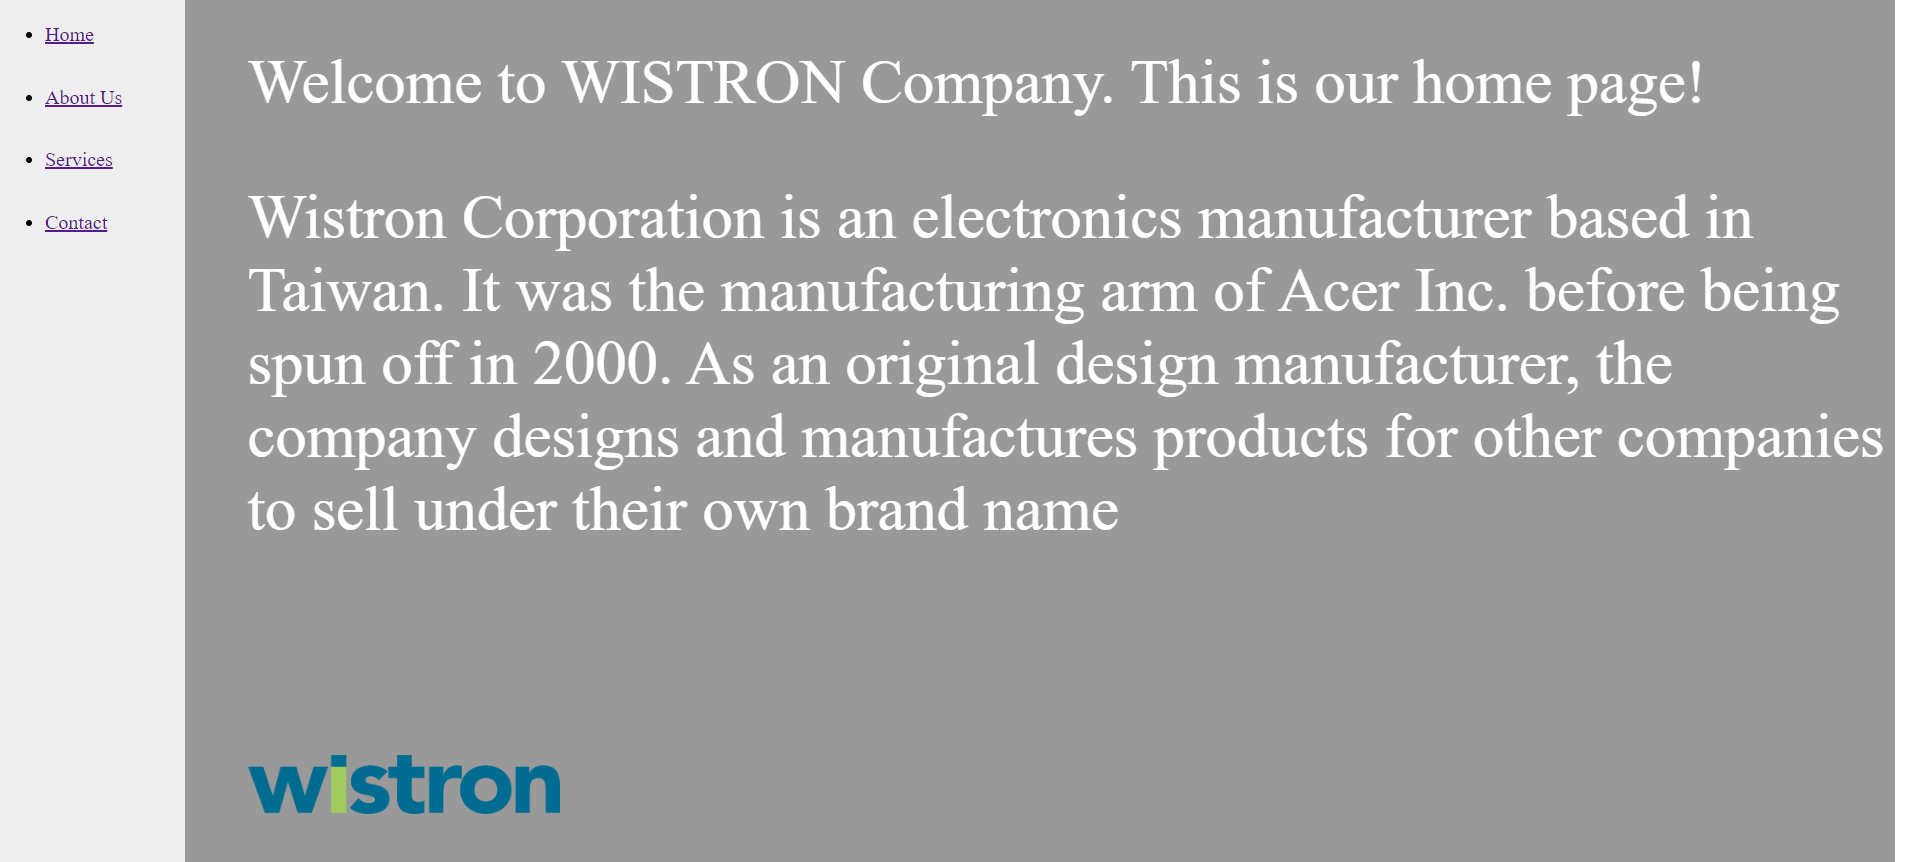 Home
About Us
Services
Contact
Welcome to WISTRON Company. This is our home page!
Wistron Corporation is an electronics manufacturer based in
Taiwan. It was the manufacturing arm of Acer Inc. before being
spun off in 2000. As an original design manufacturer, the
company designs and manufactures products for other companies
to sell under their own brand name
wistron